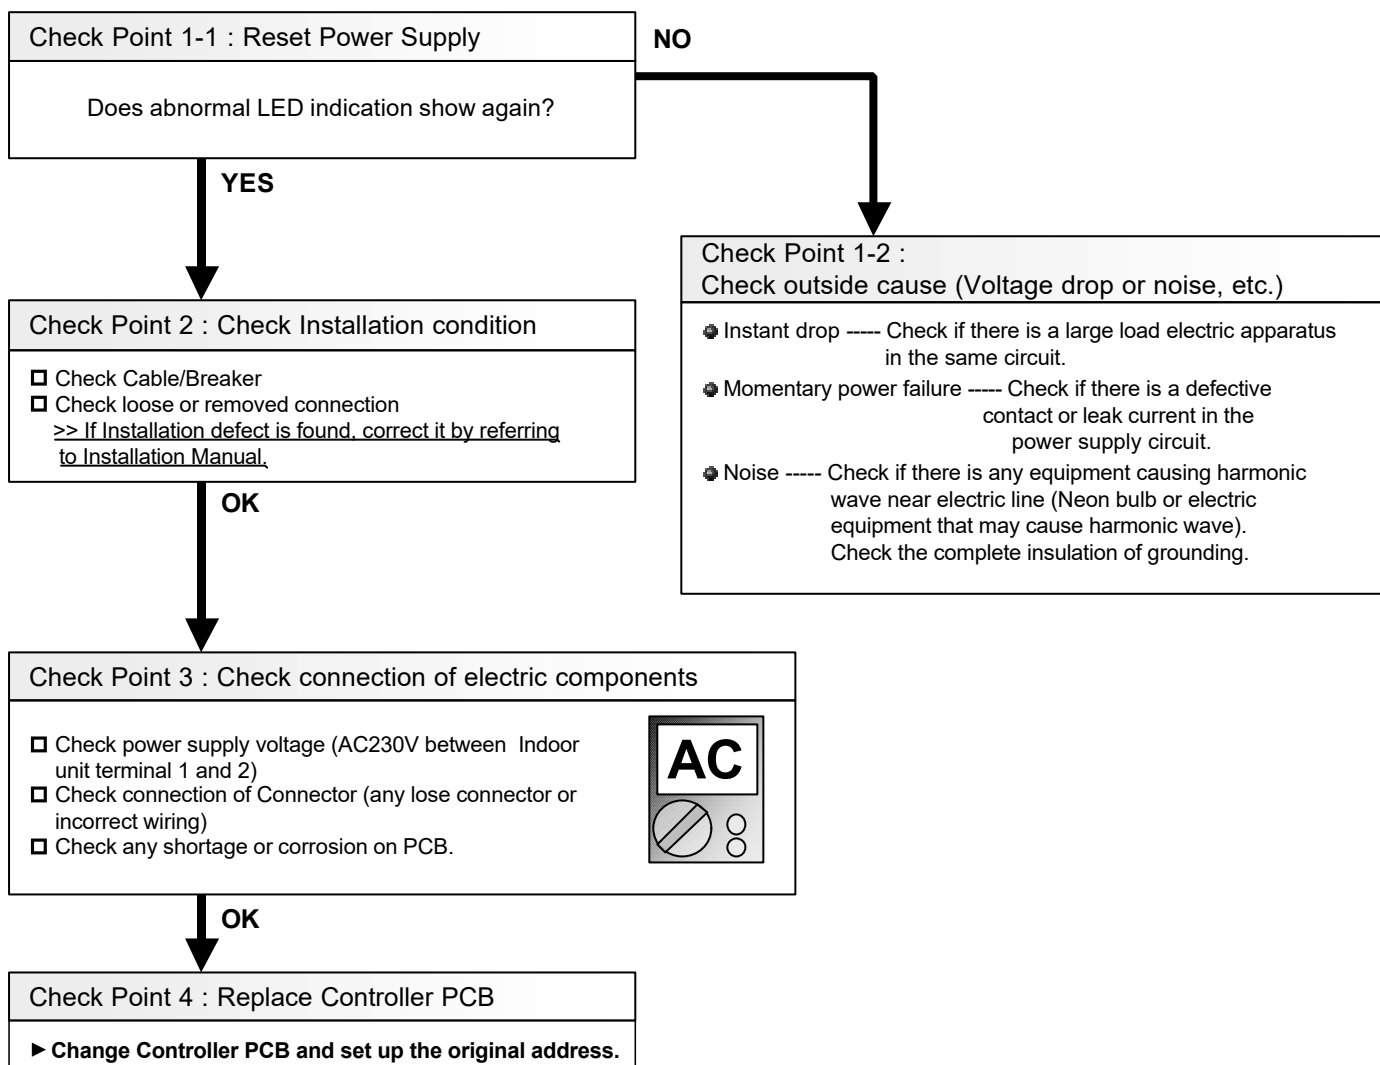 Check Point 1-1 : Reset Power Supply
NO
Does abnormal LED indication show again?
YES
Check Point 1-2 :
Check outside cause (Voltage drop or noise, etc.)
Instant drop ----- Check if there is a large load electric apparatus
in the same circuit.
Momentary power failure ----- Check if there is a defective
contact or leak current in the
power supply circuit.
Noise ----- Check if there is any equipment causing harmonic
wave near electric line (Neon bulb or electric
equipment that may cause harmonic wave).
Check the complete insulation of grounding.
Check Point 2 : Check Installation condition
Check Cable/Breaker
Check loose or removed connection
>> If Installation defect is found, correct it by referring
to Installation Manual.
OK
Check Point 3 : Check connection of electric components
Check power supply voltage (AC230V between Indoor
unit terminal 1 and 2)
Check connection of Connector (any lose connector or
incorrect wiring)
Check any shortage or corrosion on PCB.
AC
OK
Check Point 4 : Replace Controller PCB
► Change Controller PCB and set up the original address.